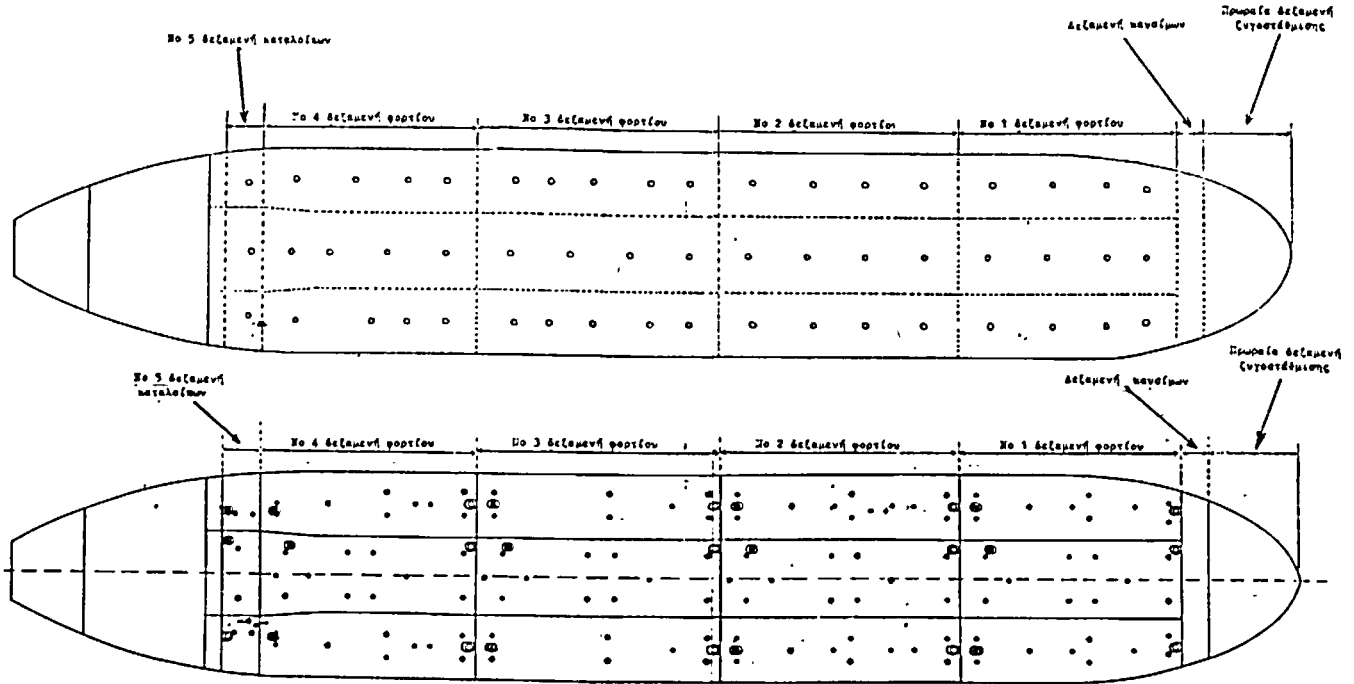 Πρωραία δεξαμενή
ζυγοστάθμισης
Δεξαμενή καυσίμων
Νο 5 δεξαμενή καταλοίπων
Νο 4 δεξαμενή φορτίου
Νο 3 δεξαμενή φορτίου
Νο 2 δεξαμενή φορτίου
Νο 1 δεξαμενή φορτίου
Πρωραία δεξαμενή
ζυγοστάθμισης
Νο 5 δεξαμενή
καταλοίπων
Δεξαμενή καυσίμων
Νο 4 δεξαμενή φορτίου
Νο 3 δεξαμενή φορτίου
Νο 2 δεξαμενή φορτίου
Νο 1 δεξαμενή φορτίου